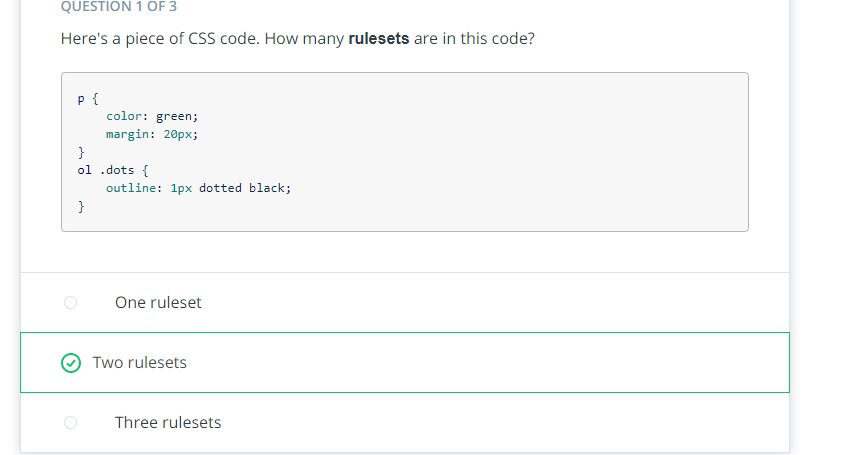 QUESTION 1 OF 3
Here's a piece of CSS code. How many rulesets are in this code?
p {
    color: green;
    margin: 20px;
}
ol .dots {
    outline: 1px dotted black;
}
One ruleset
Two rulesets
Three rulesets